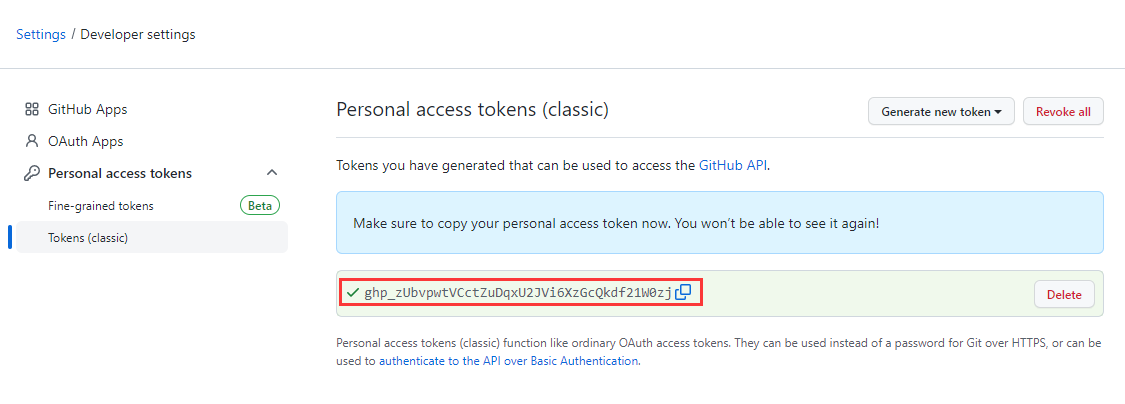 Settings / Developer settings
GitHub Apps
OAuth Apps
Personal access tokens
Fine-grained tokens Beta
Tokens (classic)
Personal access tokens (classic)
Generate new token
Revoke all
Tokens you have generated that can be used to access the GitHub API.
Make sure to copy your personal access token now. You won't be able to see it again!
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
Delete
Personal access tokens (classic) function like ordinary OAuth access tokens. They can be used instead of a password for Git over HTTPS, or can be
used to authenticate to the API over Basic Authentication.